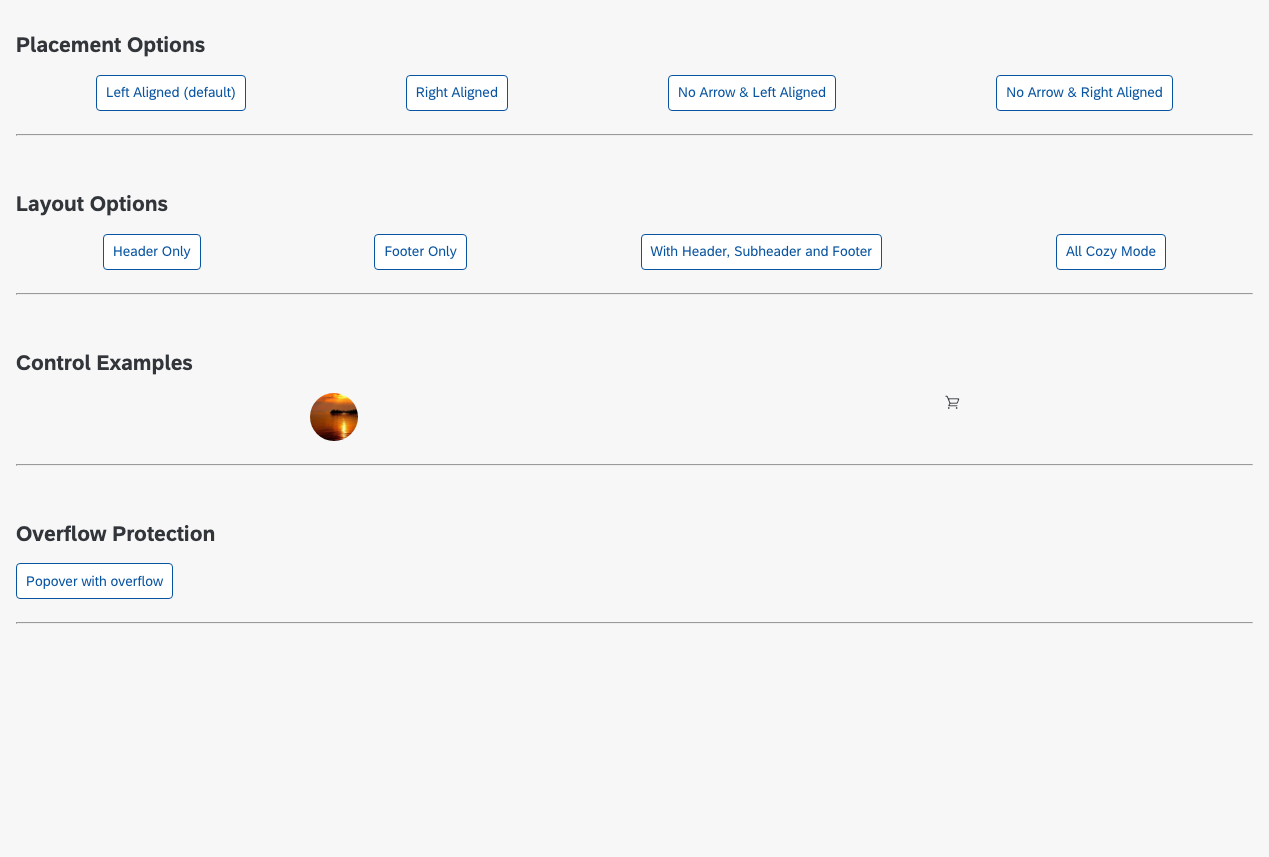 Placement Options
Left Aligned (default) Right Aligned No Arrow & Left Aligned No Arrow & Right Aligned
Layout Options
Header Only Footer Only With Header, Subheader and Footer All Cozy Mode
Control Examples
Overflow Protection
Popover with overflow